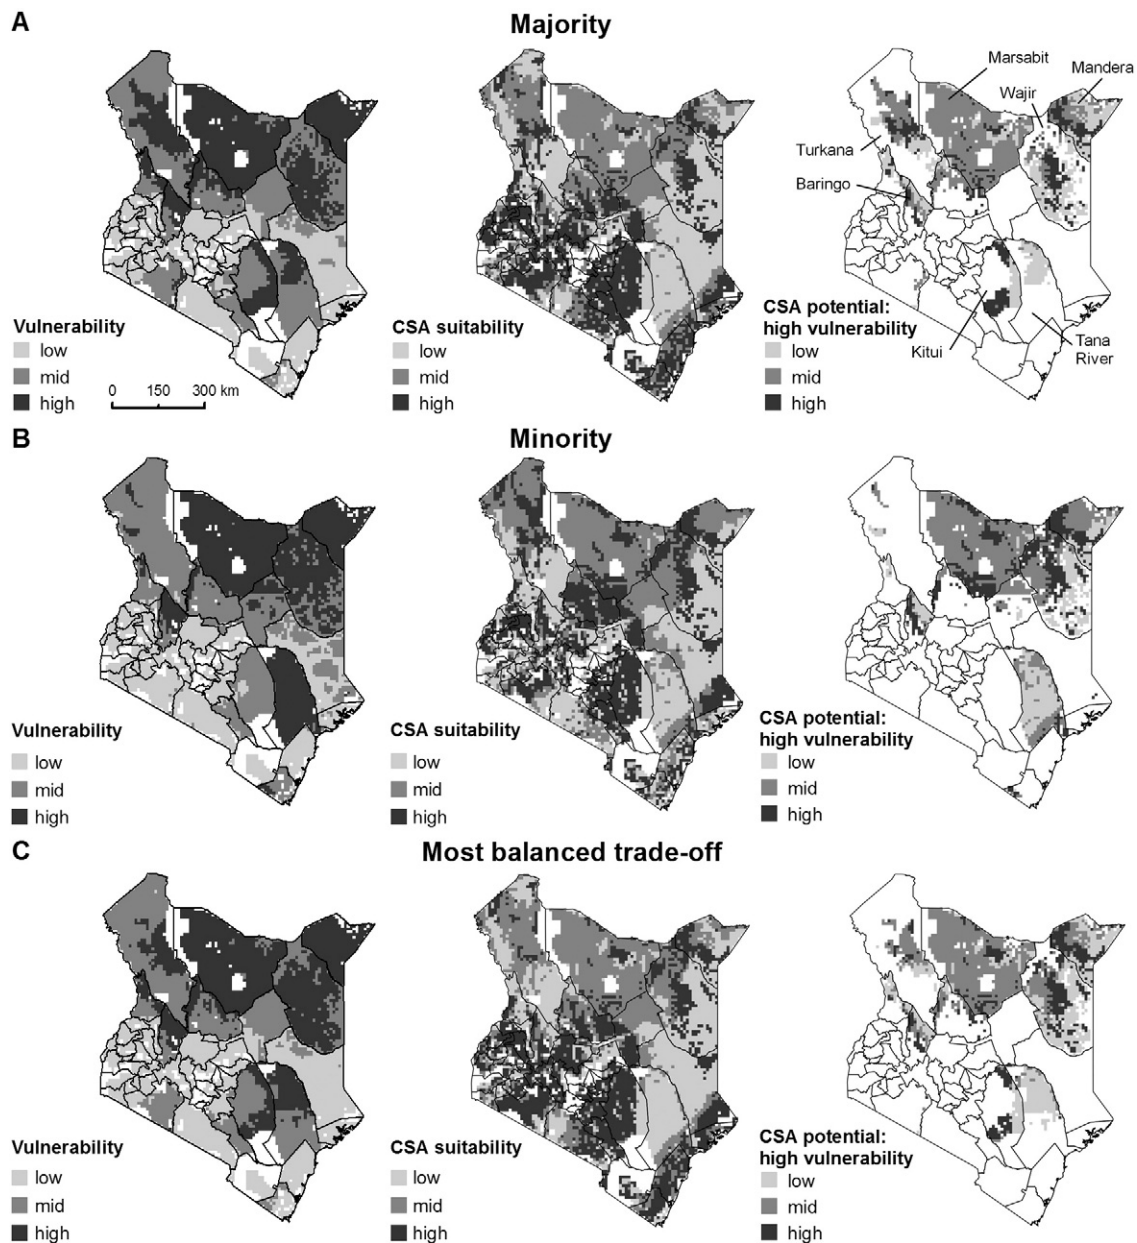 A
Majority
Marsabit
Mandera
Wajir
Turkana
Baringo
Vulnerability
low
mid
high
0 150 300 km
CSA suitability
low
mid
high
CSA potential:
high vulnerability
low
mid
high
Kitui
Tana
River
B
Minority
Vulnerability
low
mid
high
CSA suitability
low
mid
high
CSA potential:
high vulnerability
low
mid
high
C
Most balanced trade-off
Vulnerability
low
mid
high
CSA suitability
low
mid
high
CSA potential:
high vulnerability
low
mid
high